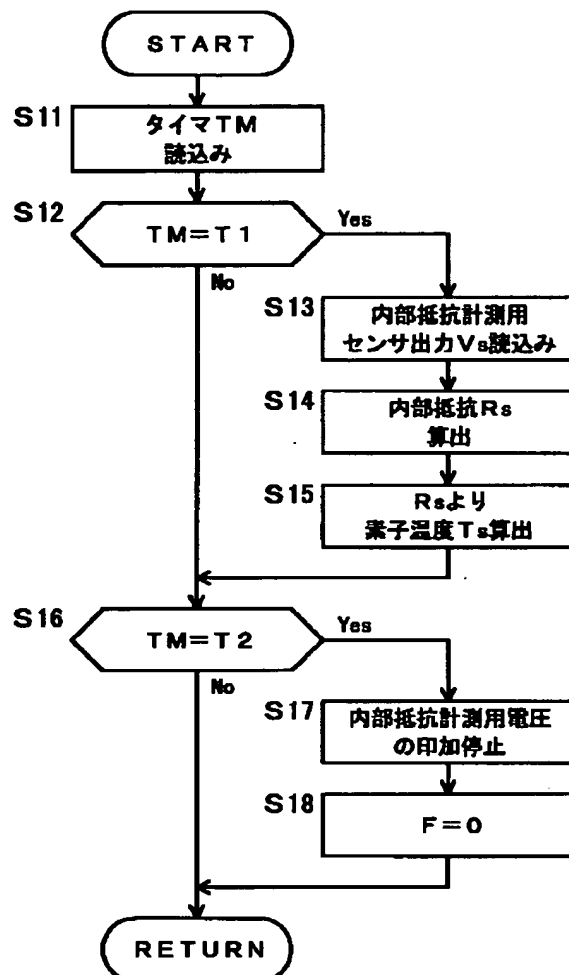 START
S11
タイマTM
読込み
S12
TM=T1
Yes
No
S13
内部抵抗計測用
センサ出力Vs読込み
S14
内部抵抗Rs
算出
S15
Rsより
素子温度Ts算出
S16
TM=T2
Yes
No
S17
内部抵抗計測用電圧
の印加停止
S18
F=0
RETURN